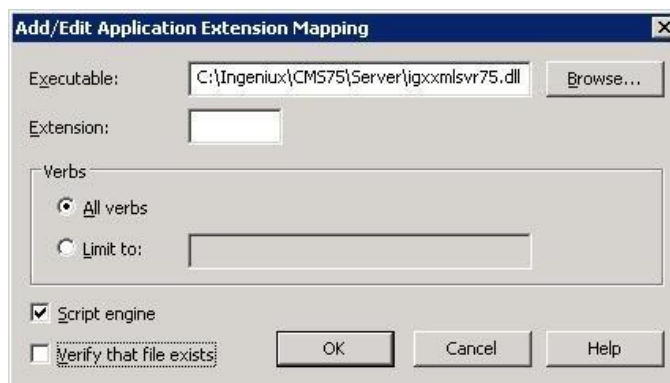 Add/Edit Application Extension Mapping
Executable: C:\Ingeniux\CMS75\Server\igxxmlsvr75.dll Browse...
Extension:
Verbs
All verbs
Limit to:
Script engine
Verify that file exists
OK Cancel Help